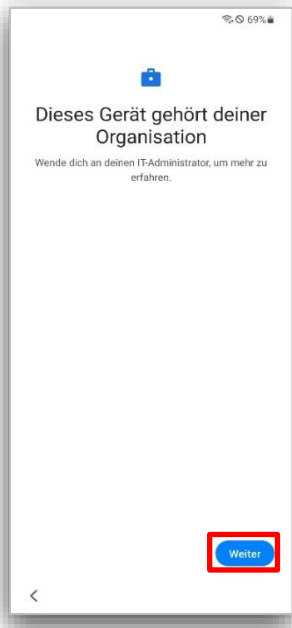 69%
Dieses Gerät gehört deiner
Organisation
Wende dich an deinen IT-Administrator, um mehr zu
erfahren.
Weiter